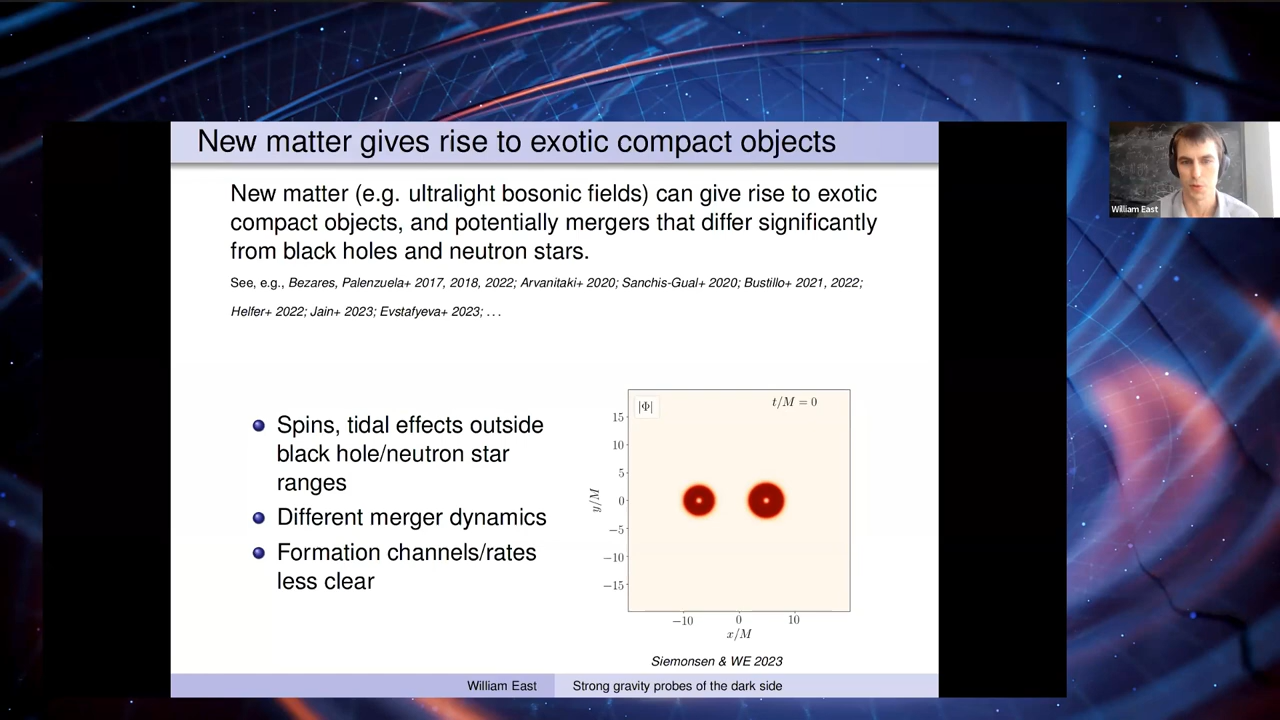 New matter gives rise to exotic compact objects
New matter (e.g. ultralight bosonic fields) can give rise to exotic
compact objects, and potentially mergers that differ significantly
from black holes and neutron stars.
See, e.g., Bezares, Palenzuela+ 2017, 2018, 2022; Arvanitaki+ 2020; Sanchis-Gual+ 2020; Bustillo+ 2021, 2022;
Helfer+ 2022; Jain+ 2023; Evstafyeva+ 2023; ...
Spins, tidal effects outside
black hole/neutron star
ranges
Different merger dynamics
Formation channels/rates
less clear
|Φ|
t/M = 0
15
10
5
0
−5
−10
−15
y/M
−10 0 10
x/M
Siemonsen & WE 2023
William East
Strong gravity probes of the dark side
William East